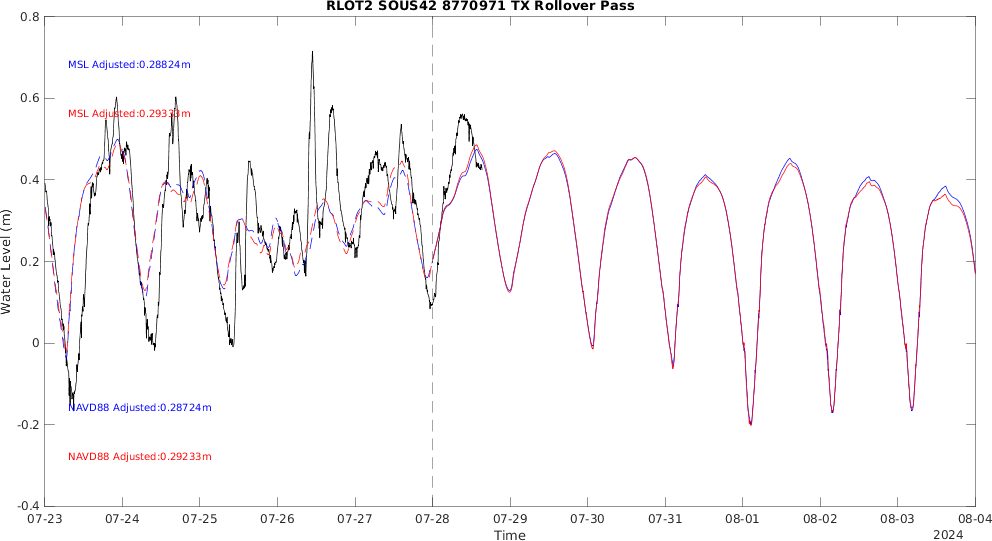 RLOT2 SOUS42 8770971 TX Rollover Pass
0.8
MSL Adjusted:0.28824m
0.6
MSL Adjusted:0.29333m
0.4
Water Level (m)
0.2
0
NAVD88 Adjusted:0.28724m
-0.2
NAVD88 Adjusted:0.29233m
-0.4
07-23 07-24 07-25 07-26 07-27 07-28 07-29 07-30 07-31 08-01 08-02 08-03 08-04
Time
2024